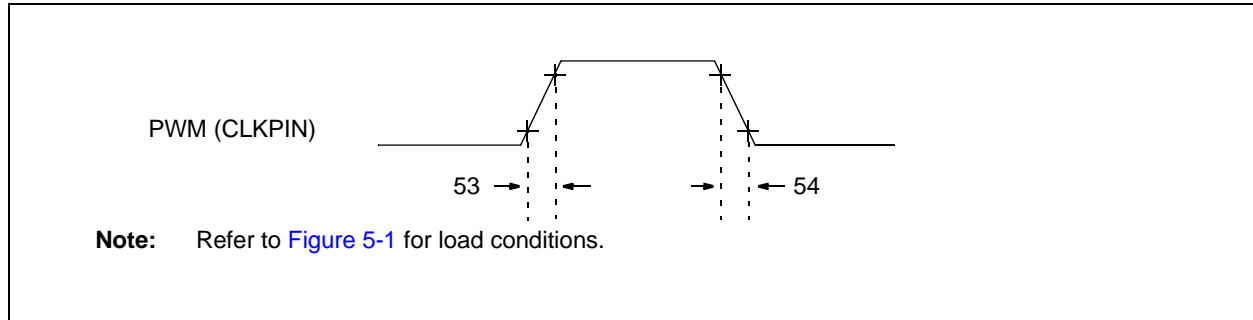 PWM (CLKPIN)
53 54
Note: Refer to Figure 5-1 for load conditions.